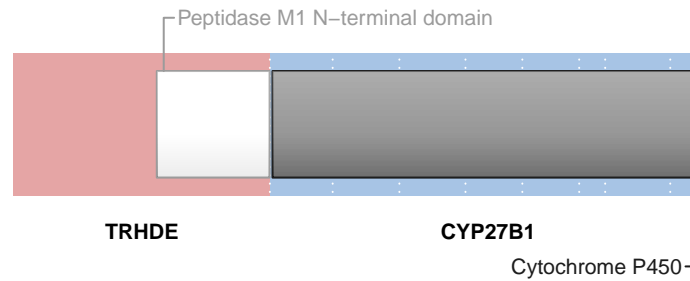 Peptidase M1 N−terminal domain
TRHDE CYP27B1
Cytochrome P450